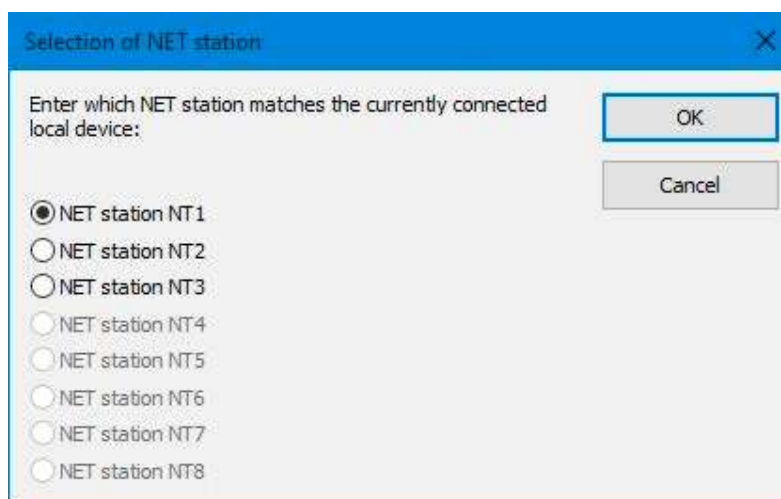 Selection of NET station
Enter which NET station matches the currently connected
local device:
OK
Cancel
NET station NT1
NET station NT2
NET station NT3
NET station NT4
NET station NT5
NET station NT6
NET station NT7
NET station NT8